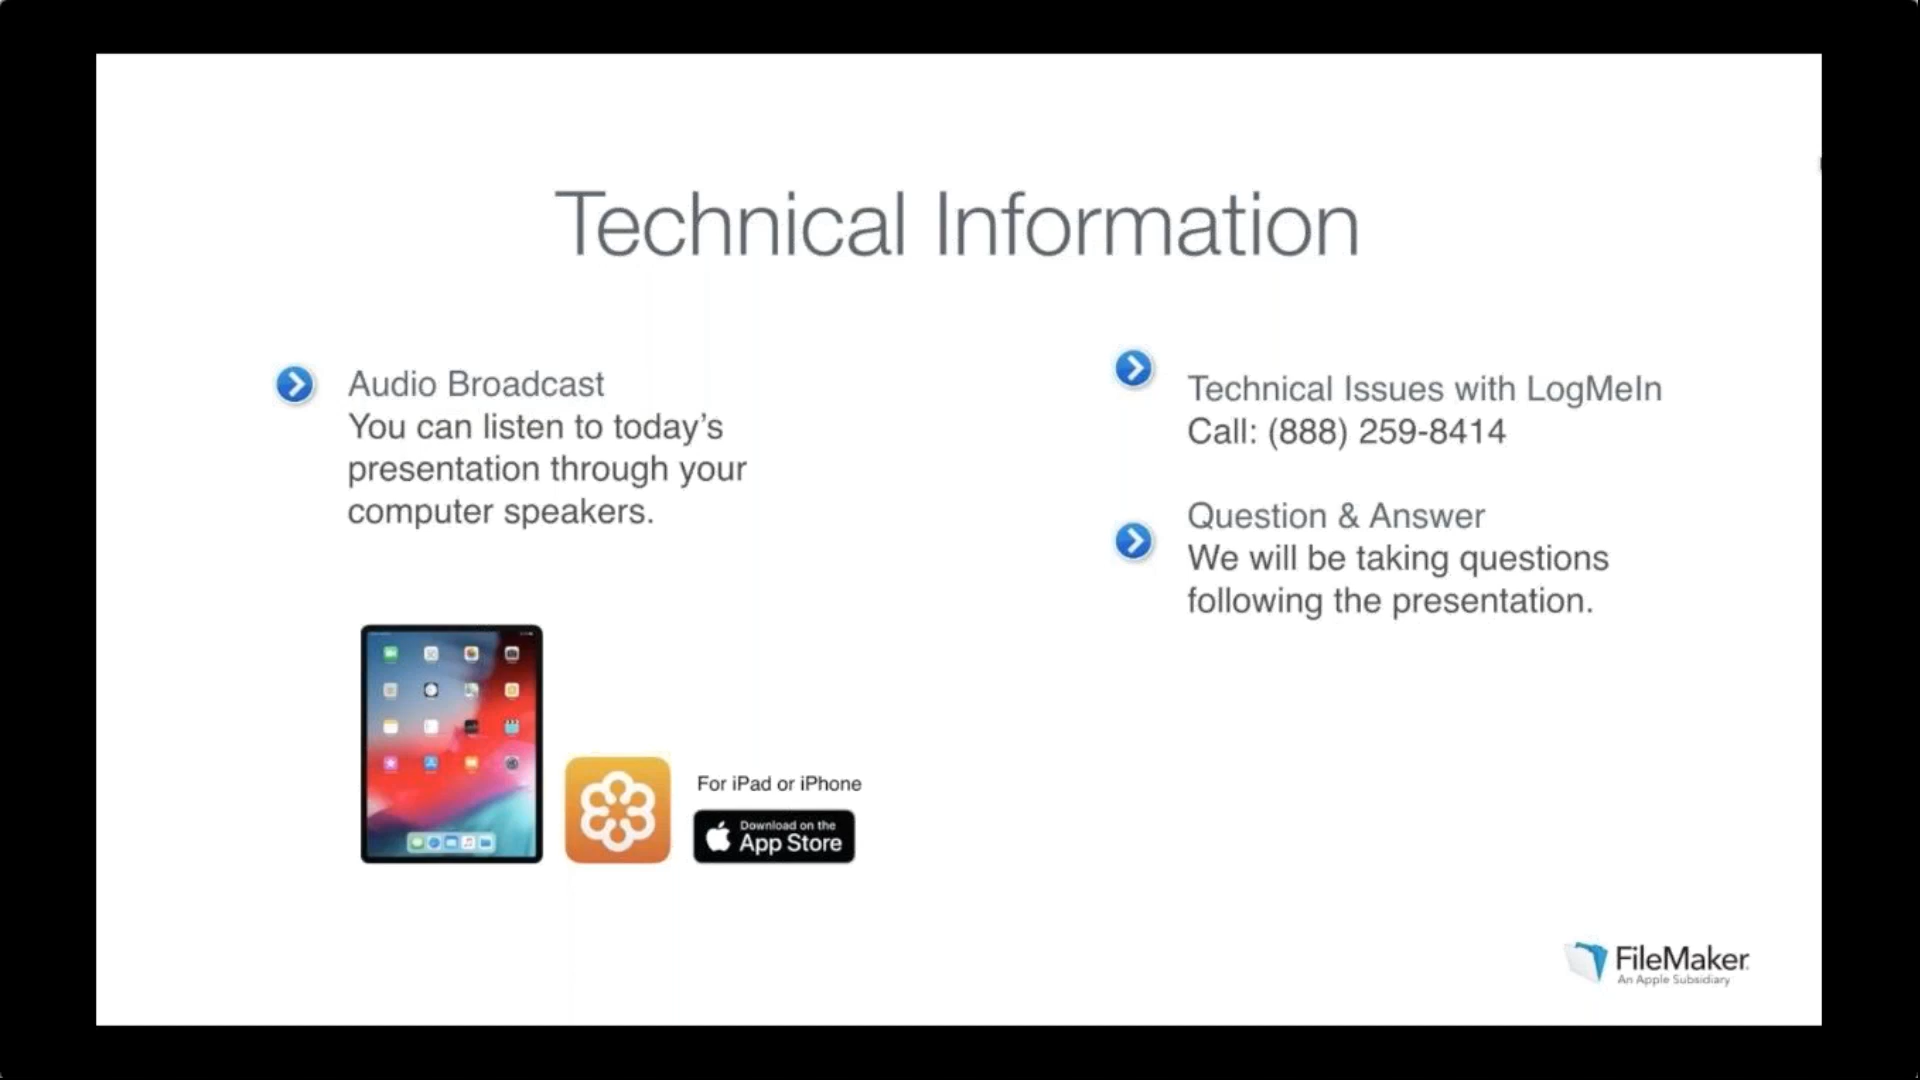 Technical Information
Audio Broadcast
You can listen to today's
presentation through your
computer speakers.
Technical Issues with LogMeIn
Call: (888) 259-8414
Question & Answer
We will be taking questions
following the presentation.
For iPad or iPhone
Download on the
App Store
FileMaker
An Apple Subsidiary